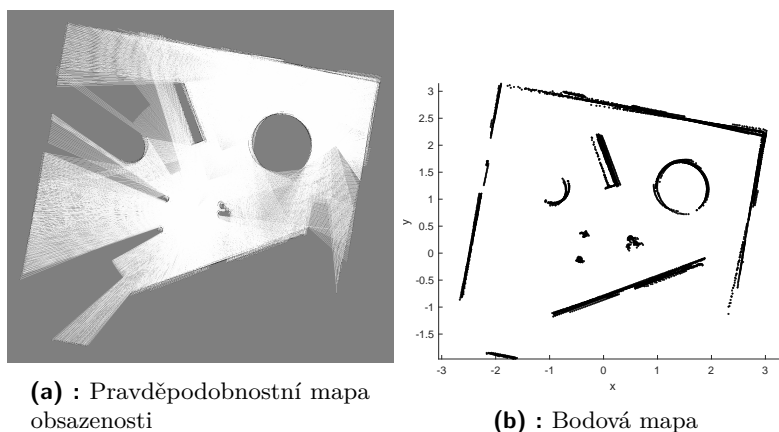 3
2.5
2
1.5
1
0.5
0
-0.5
-1
-1.5
y
-3 -2 -1 0 1 2 3
x
(a) : Pravděpodobnostní mapa
obsazenosti
(b) : Bodová mapa